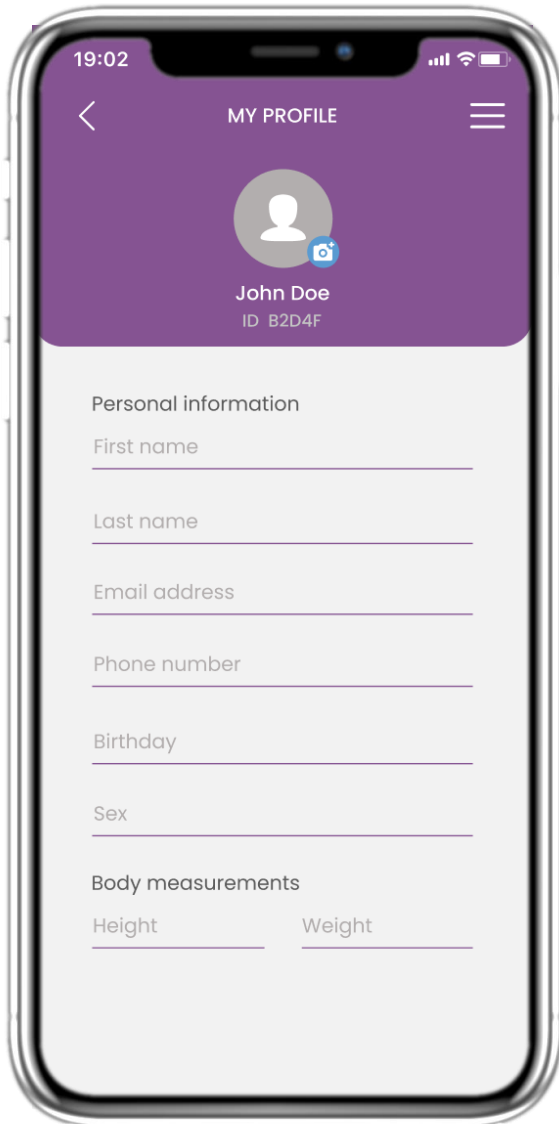 19:02
MY PROFILE
John Doe
ID B2D4F
Personal information
First name
Last name
Email address
Phone number
Birthday
Sex
Body measurements
Height Weight